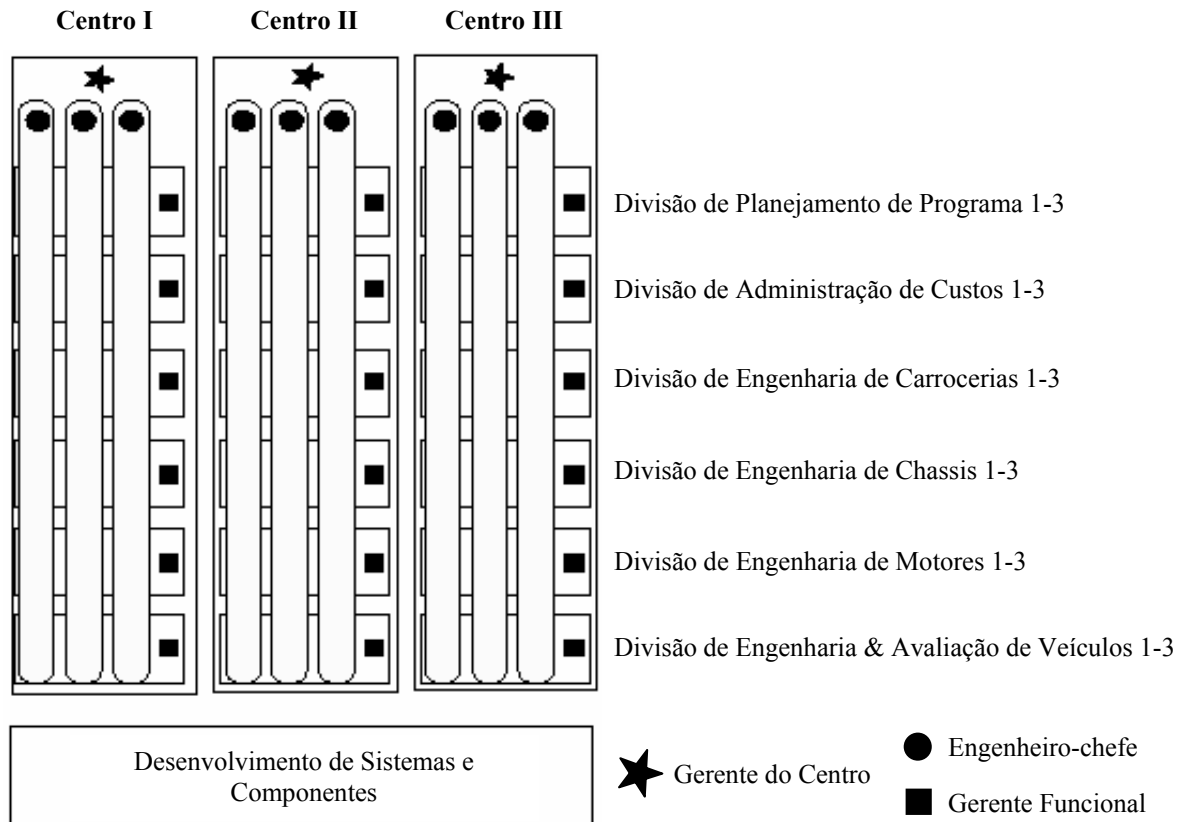 Centro I
Centro II
Centro III
Divisão de Planejamento de Programa 1-3
Divisão de Administração de Custos 1-3
Divisão de Engenharia de Carrocerias 1-3
Divisão de Engenharia de Chassis 1-3
Divisão de Engenharia de Motores 1-3
Divisão de Engenharia & Avaliação de Veículos 1-3
Desenvolvimento de Sistemas e
Componentes
Gerente do Centro
Engenheiro-chefe
Gerente Funcional